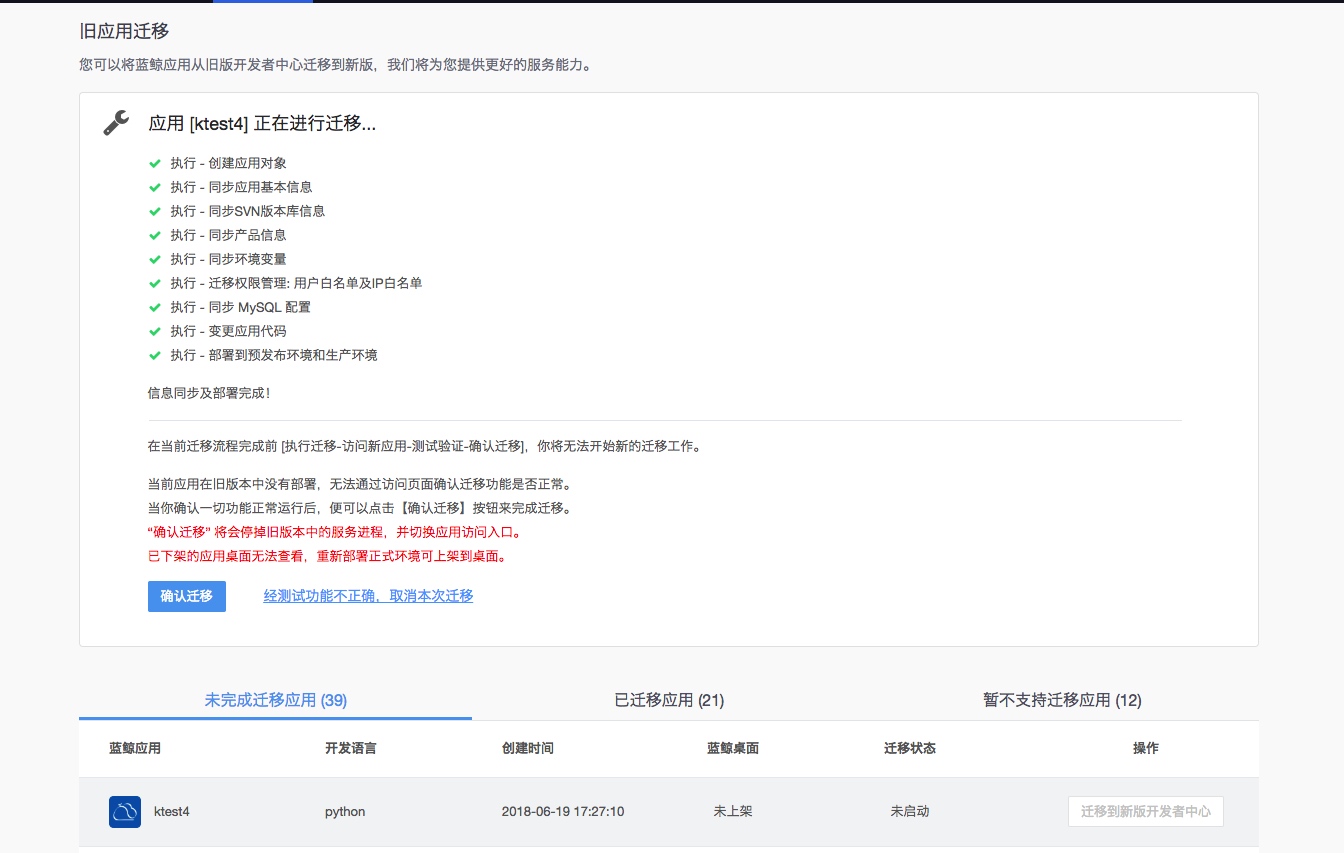 旧应用迁移
您可以将蓝鲸应用从旧版开发者中心迁移到新版，我们将为您提供更好的服务能力。
应用 [ktest4] 正在进行迁移...
执行 - 创建应用对象
执行 - 同步应用基本信息
执行 - 同步SVN版本库信息
执行 - 同步产品信息
执行 - 同步环境变量
执行 - 迁移权限管理: 用户白名单及IP白名单
执行 - 同步 MySQL 配置
执行 - 变更应用代码
执行 - 部署到预发布环境和生产环境
信息同步及部署完成！
在当前迁移流程完成前 [执行迁移-访问新应用-测试验证-确认迁移]，你将无法开始新的迁移工作。
当前应用在旧版本中没有部署，无法通过访问页面确认迁移功能是否正常。
当你确认一切功能正常运行后，便可以点击【确认迁移】按钮来完成迁移。
“确认迁移” 将会停掉旧版本中的服务进程，并切换应用访问入口。
已下架的应用桌面无法查看，重新部署正式环境可上架到桌面。
确认迁移 经测试功能不正确，取消本次迁移
未完成迁移应用 (39) 已迁移应用 (21) 暂不支持迁移应用 (12)
蓝鲸应用 开发语言 创建时间 蓝鲸桌面 迁移状态 操作
ktest4 python 2018-06-19 17:27:10 未上架 未启动 迁移到新版开发者中心